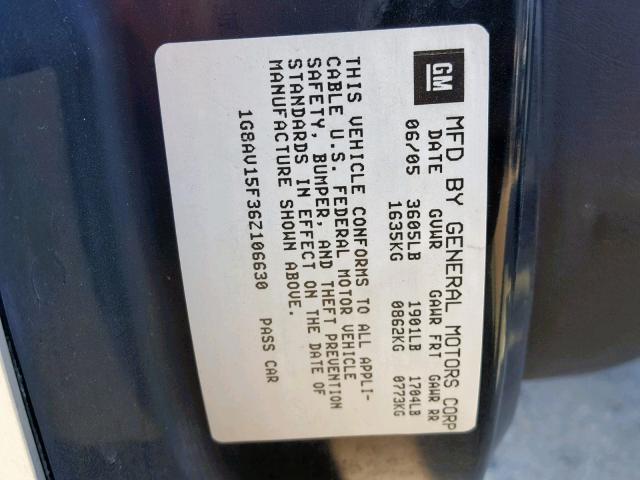 GM MFD BY GENERAL MOTORS CORP
DATE GVWR GAWR FRT GAWR RR
06/05 3605LB 1901LB 1704LB
1635KG 0862KG 0773KG
THIS VEHICLE CONFORMS TO ALL APPLI-
CABLE U.S. FEDERAL MOTOR VEHICLE
SAFETY, BUMPER, AND THEFT PREVENTION
STANDARDS IN EFFECT ON THE DATE OF
MANUFACTURE SHOWN ABOVE.
1G8AV15F36Z106630 PASS CAR